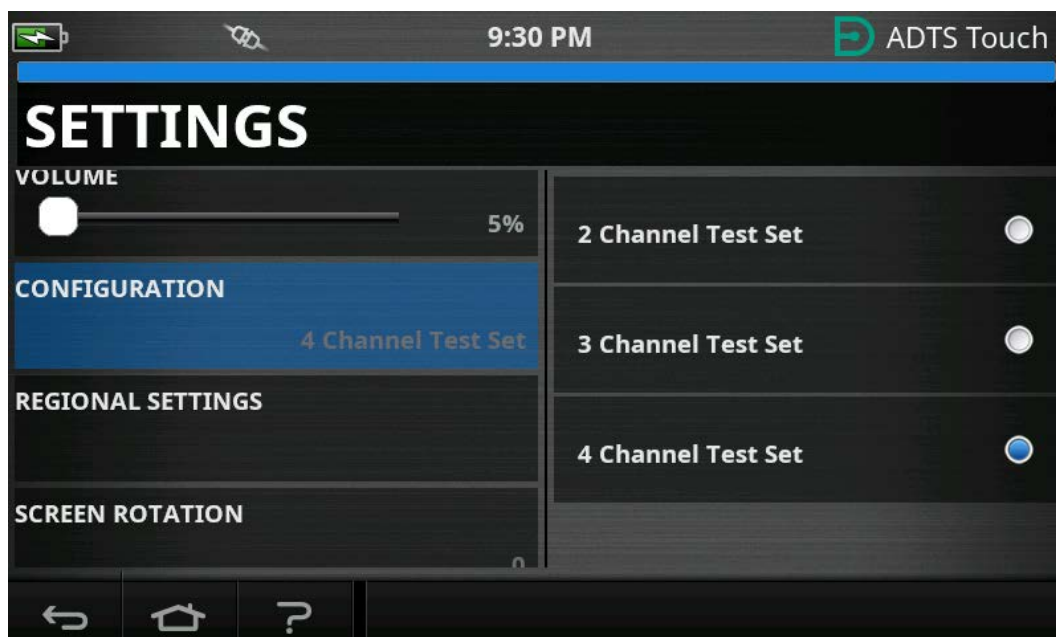 9:30 PM
ADTS Touch
SETTINGS
VOLUME
5%
CONFIGURATION
4 Channel Test Set
REGIONAL SETTINGS
SCREEN ROTATION
0
2 Channel Test Set
3 Channel Test Set
4 Channel Test Set